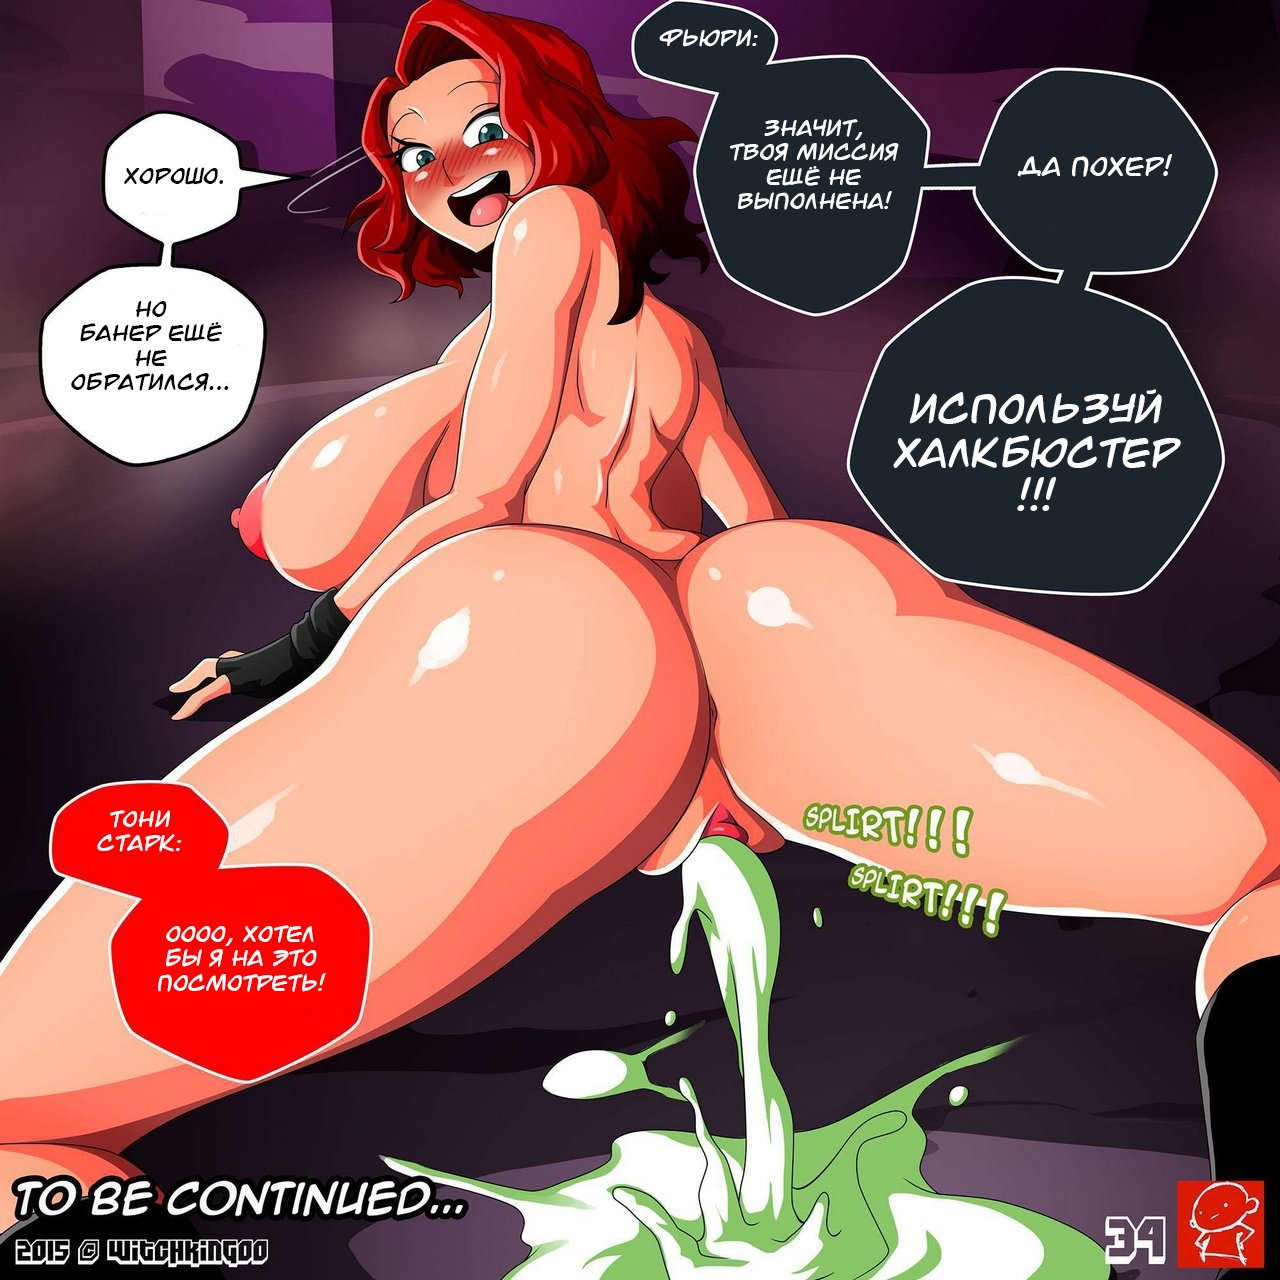 ФЬЮРИ:
ЗНАЧИТ,
ТВОЯ МИССИЯ
ЕЩЁ НЕ
ВЫПОЛНЕНА!
ДА ПОХЕР!
ИСПОЛЬЗУЙ
ХАЛКБЮСТЕР
!!!
ХОРОШО.
НО
БАНЕР ЕЩЁ
НЕ
ОБРАТИЛСЯ...
ТОНИ
СТАРК:
ОООО, ХОТЕЛ
БЫ Я НА ЭТО
ПОСМОТРЕТЬ!
SPLIRT!!!
SPLIRT!!!
TO BE CONTINUED...
2015 © WITCHKING00
34